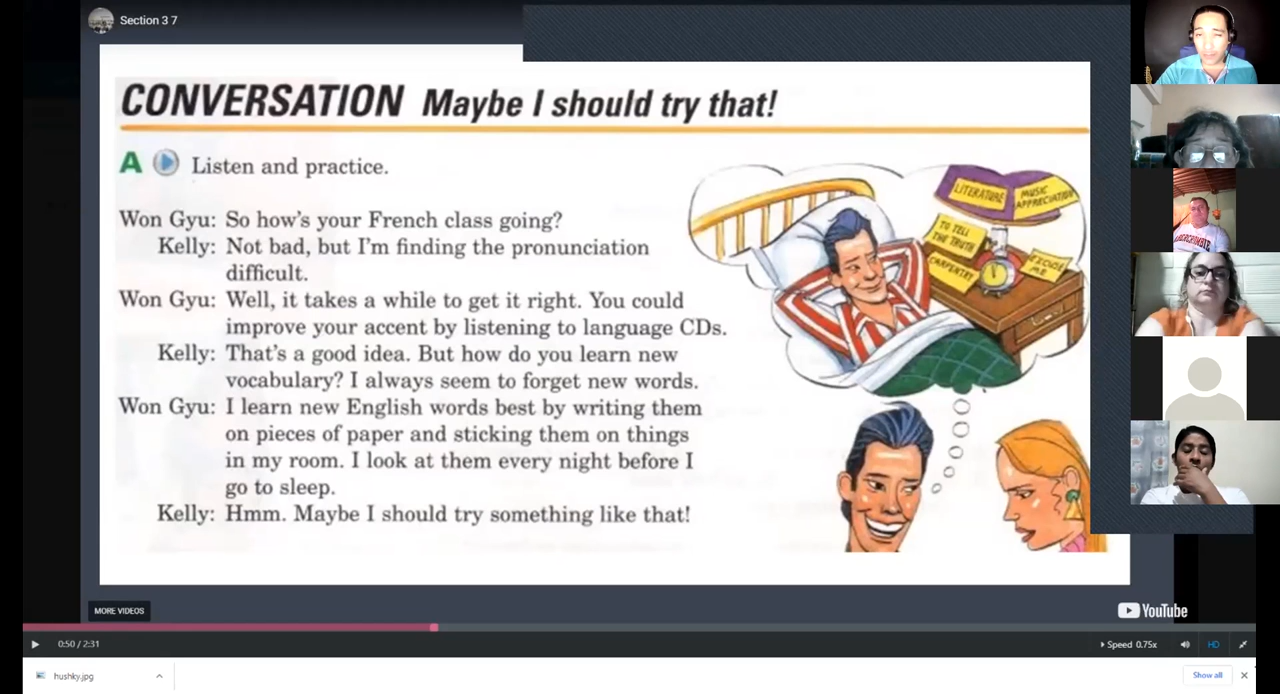 Section 3 7
CONVERSATION Maybe I should try that!
A Listen and practice.
Won Gyu: So how's your French class going?
Kelly: Not bad, but I'm finding the pronunciation
difficult.
Won Gyu: Well, it takes a while to get it right. You could
improve your accent by listening to language CDs.
Kelly: That's a good idea. But how do you learn new
vocabulary? I always seem to forget new words.
Won Gyu: I learn new English words best by writing them
on pieces of paper and sticking them on things
in my room. I look at them every night before I
go to sleep.
Kelly: Hmm. Maybe I should try something like that!
LITERATURE
MUSIC
APPRECIATION
TO TELL
THE TRUTH
CARPENTRY
EXCUSE
ME
ABERCROMBIE
MORE VIDEOS
YouTube
0:50 / 2:31
Speed 0.75x
HD
hushky.jpg
Show all